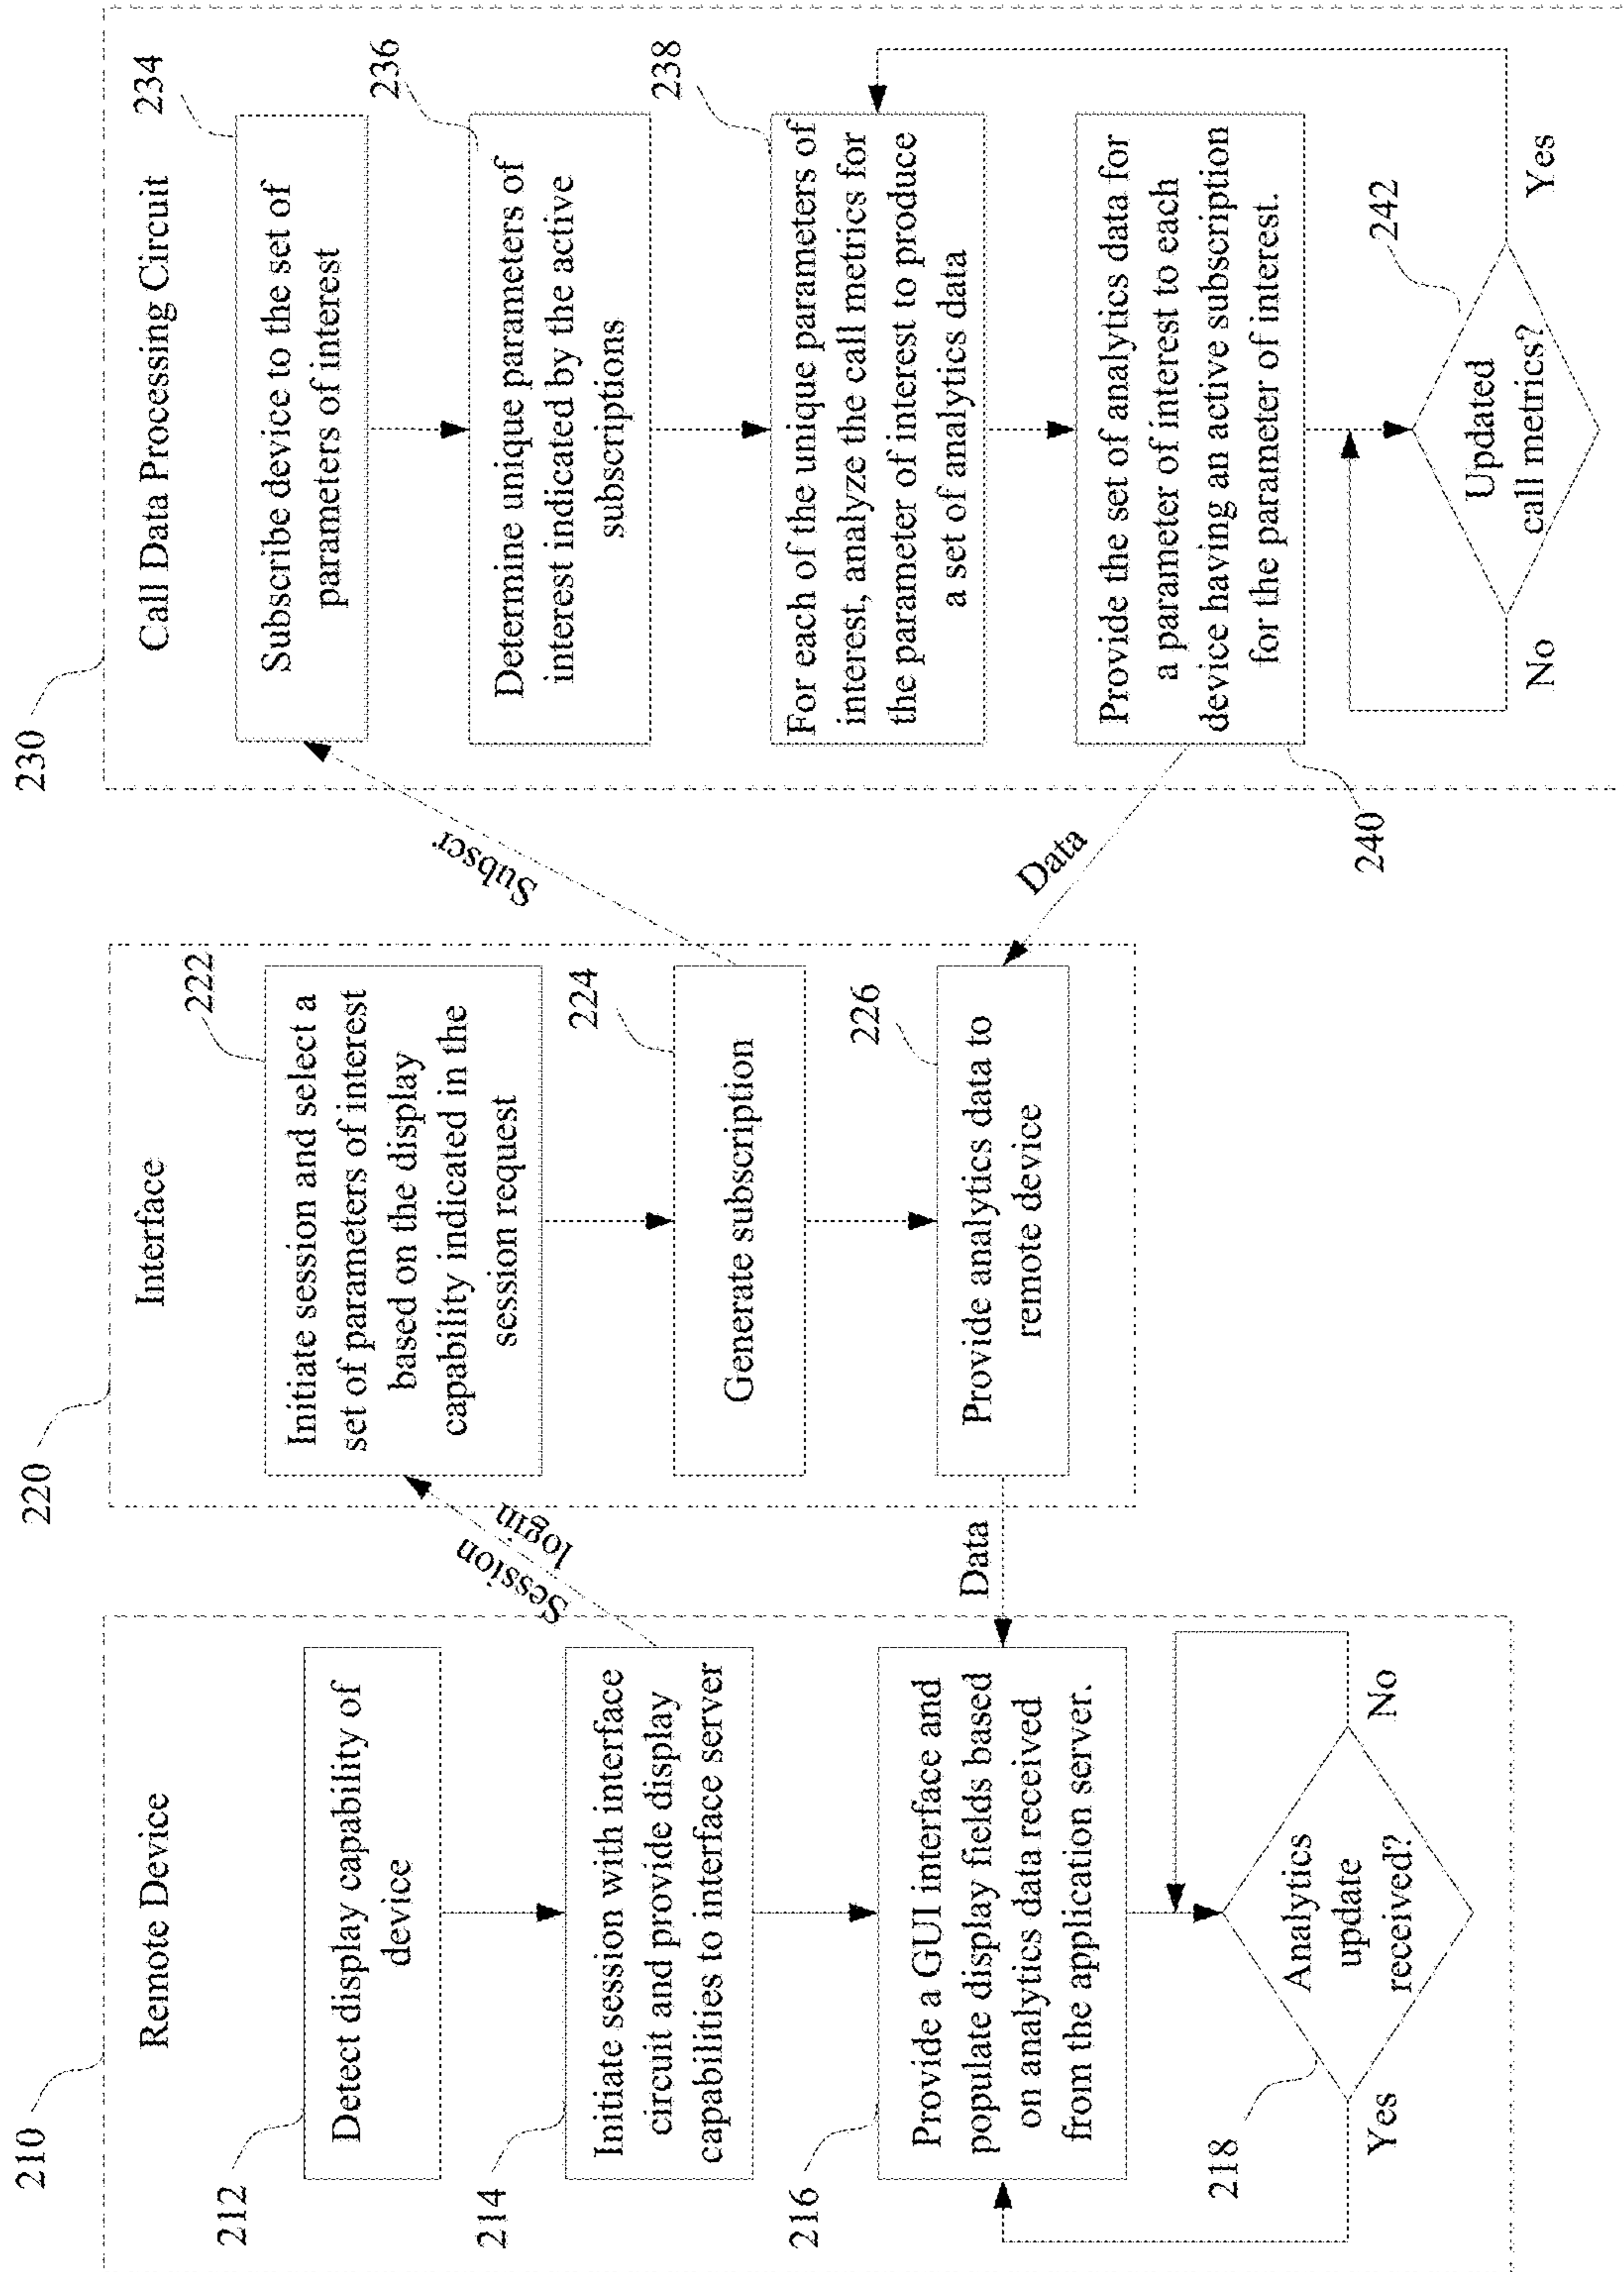 210
Remote Device
212
Detect display capability of
device
214
Initiate session with interface
circuit and provide display
capabilities to interface server
216
Provide a GUI interface and
populate display fields based
on analytics data received
from the application server.
218
Analytics
update
received?
Yes
No
Session
login
Data
220
Interface
222
Initiate session and select a
set of parameters of interest
based on the display
capability indicated in the
session request
224
Generate subscription
226
Provide analytics data to
remote device
Subscr
Data
230
Call Data Processing Circuit
234
Subscribe device to the set of
parameters of interest
236
Determine unique parameters of
interest indicated by the active
subscriptions
238
For each of the unique parameters of
interest, analyze the call metrics for
the parameter of interest to produce
a set of analytics data
Provide the set of analytics data for
a parameter of interest to each
device having an active subscription
for the parameter of interest.
240
242
Updated
call metrics?
No
Yes